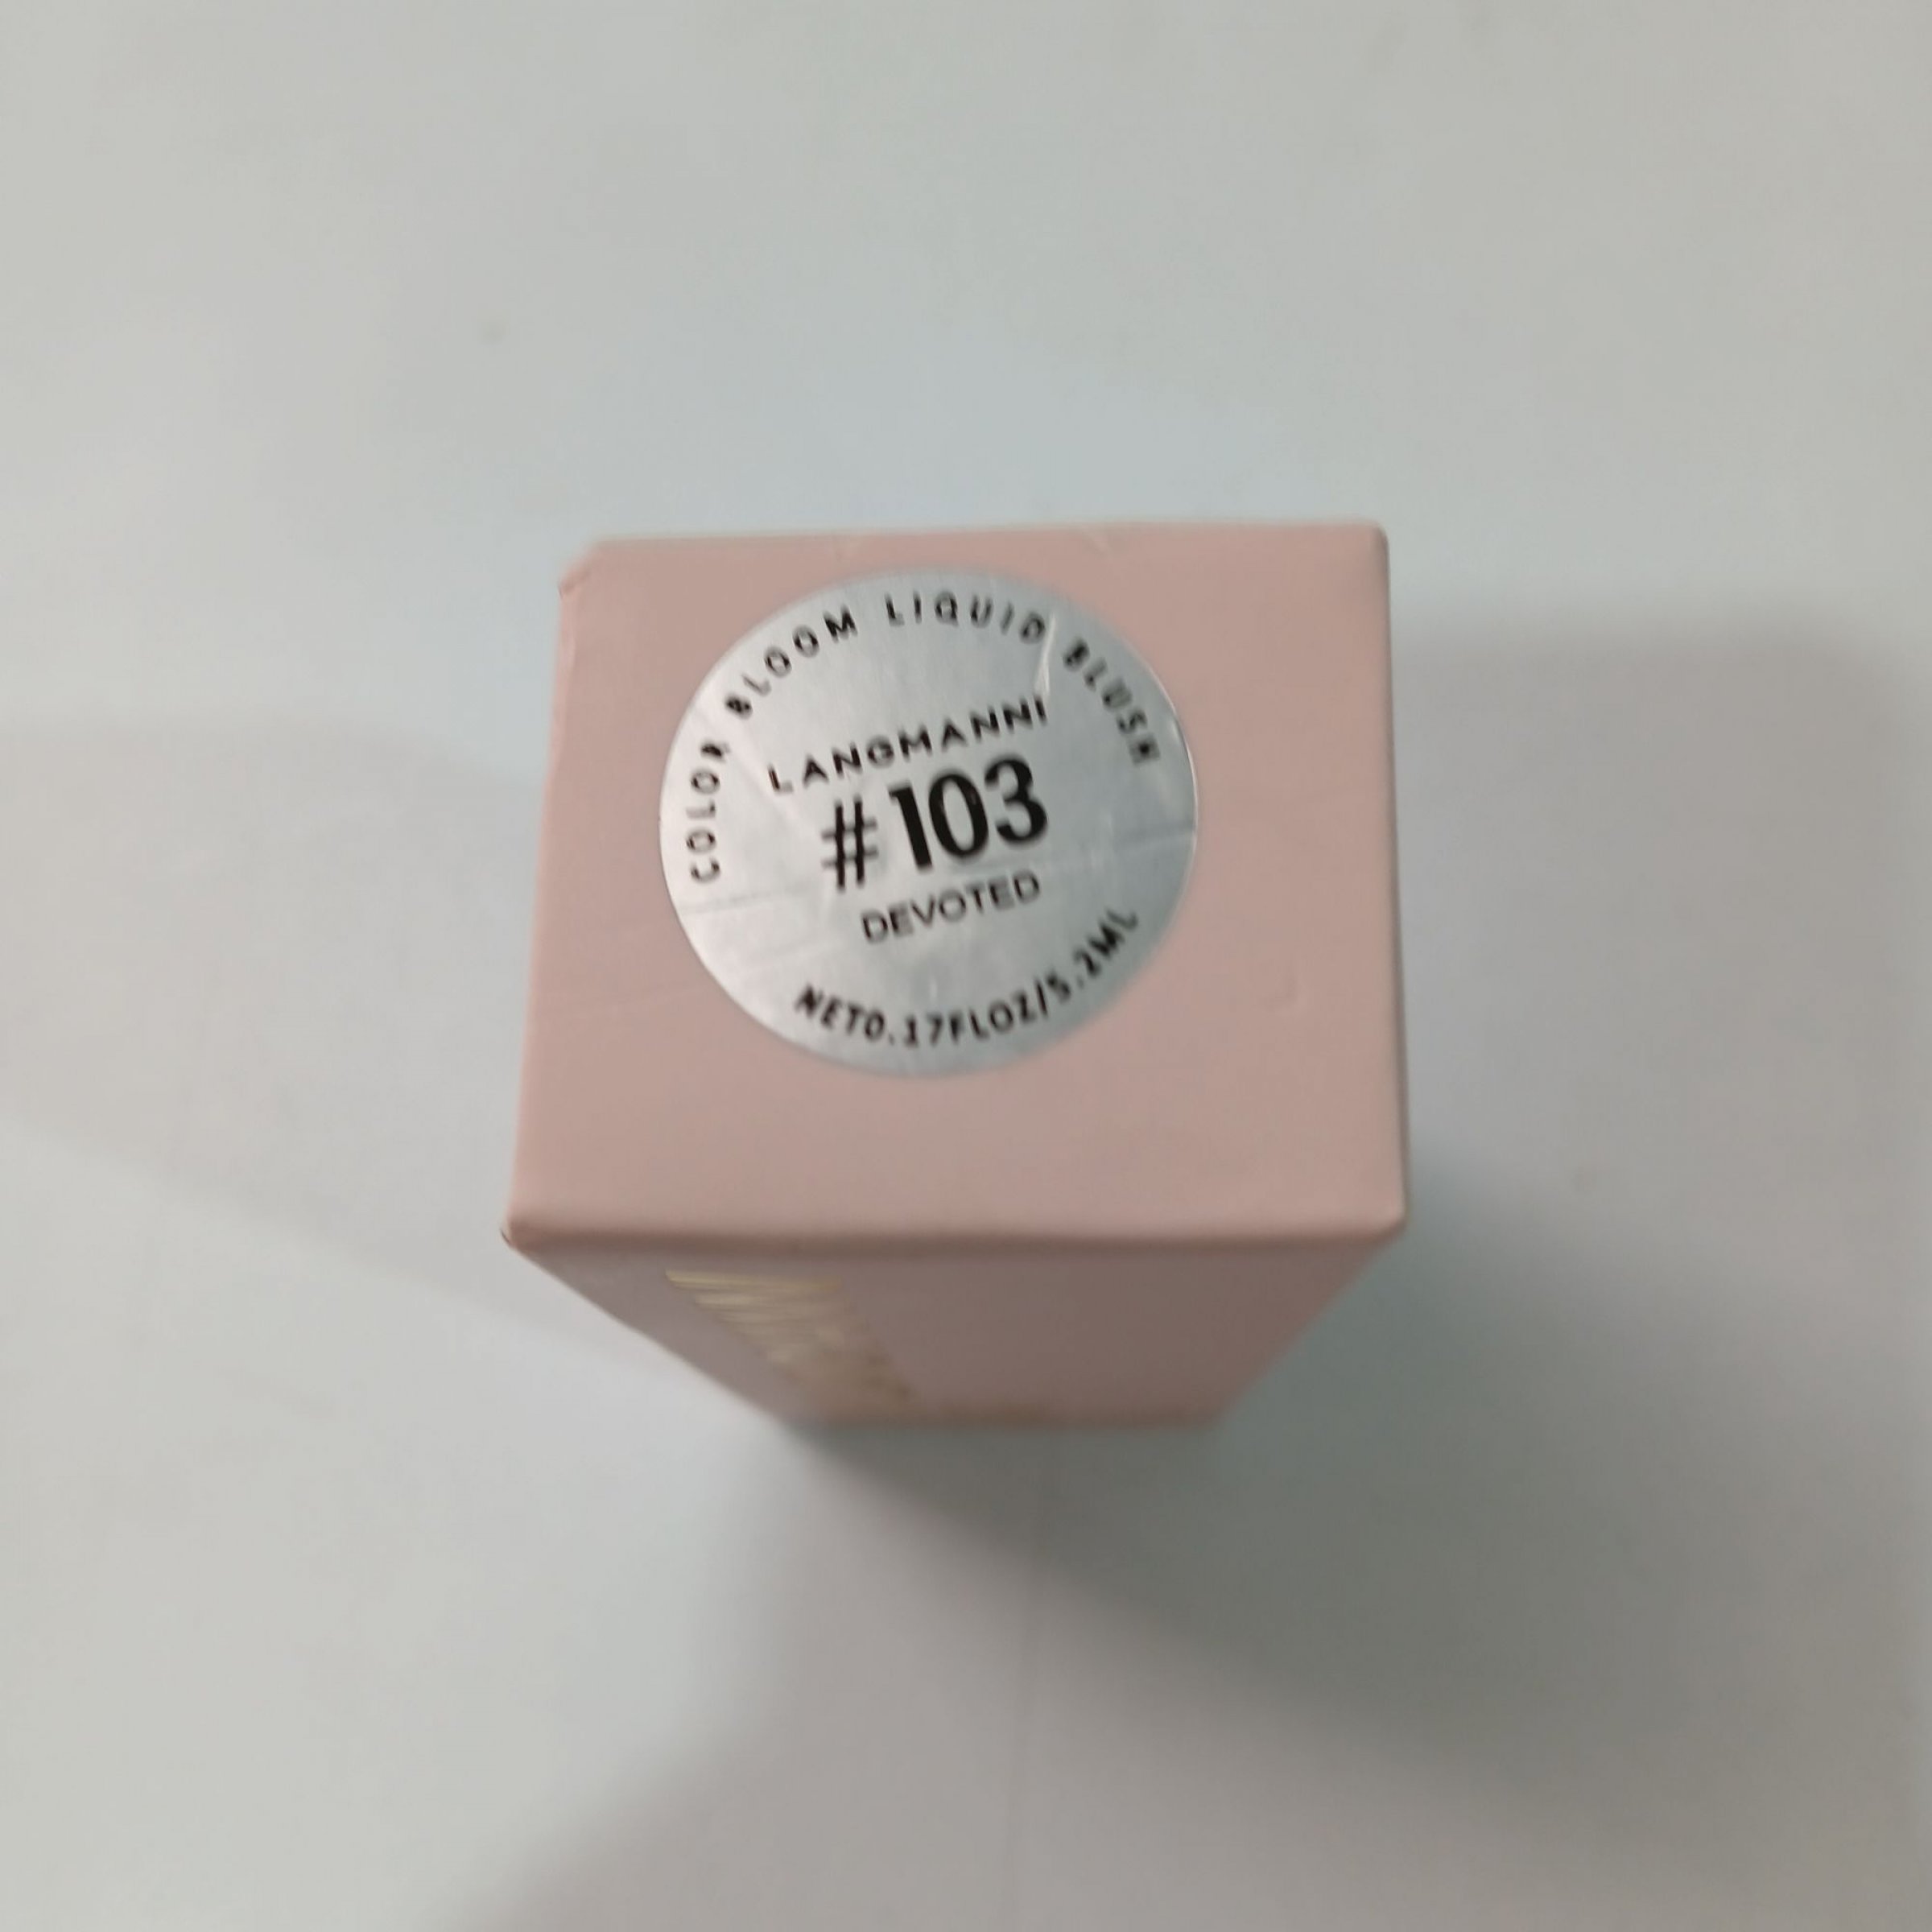 COLOR BLOOM LIQUID BLUSH
LANGMANNI
#103
DEVOTED
NET0.17FLOZ/5.2ML